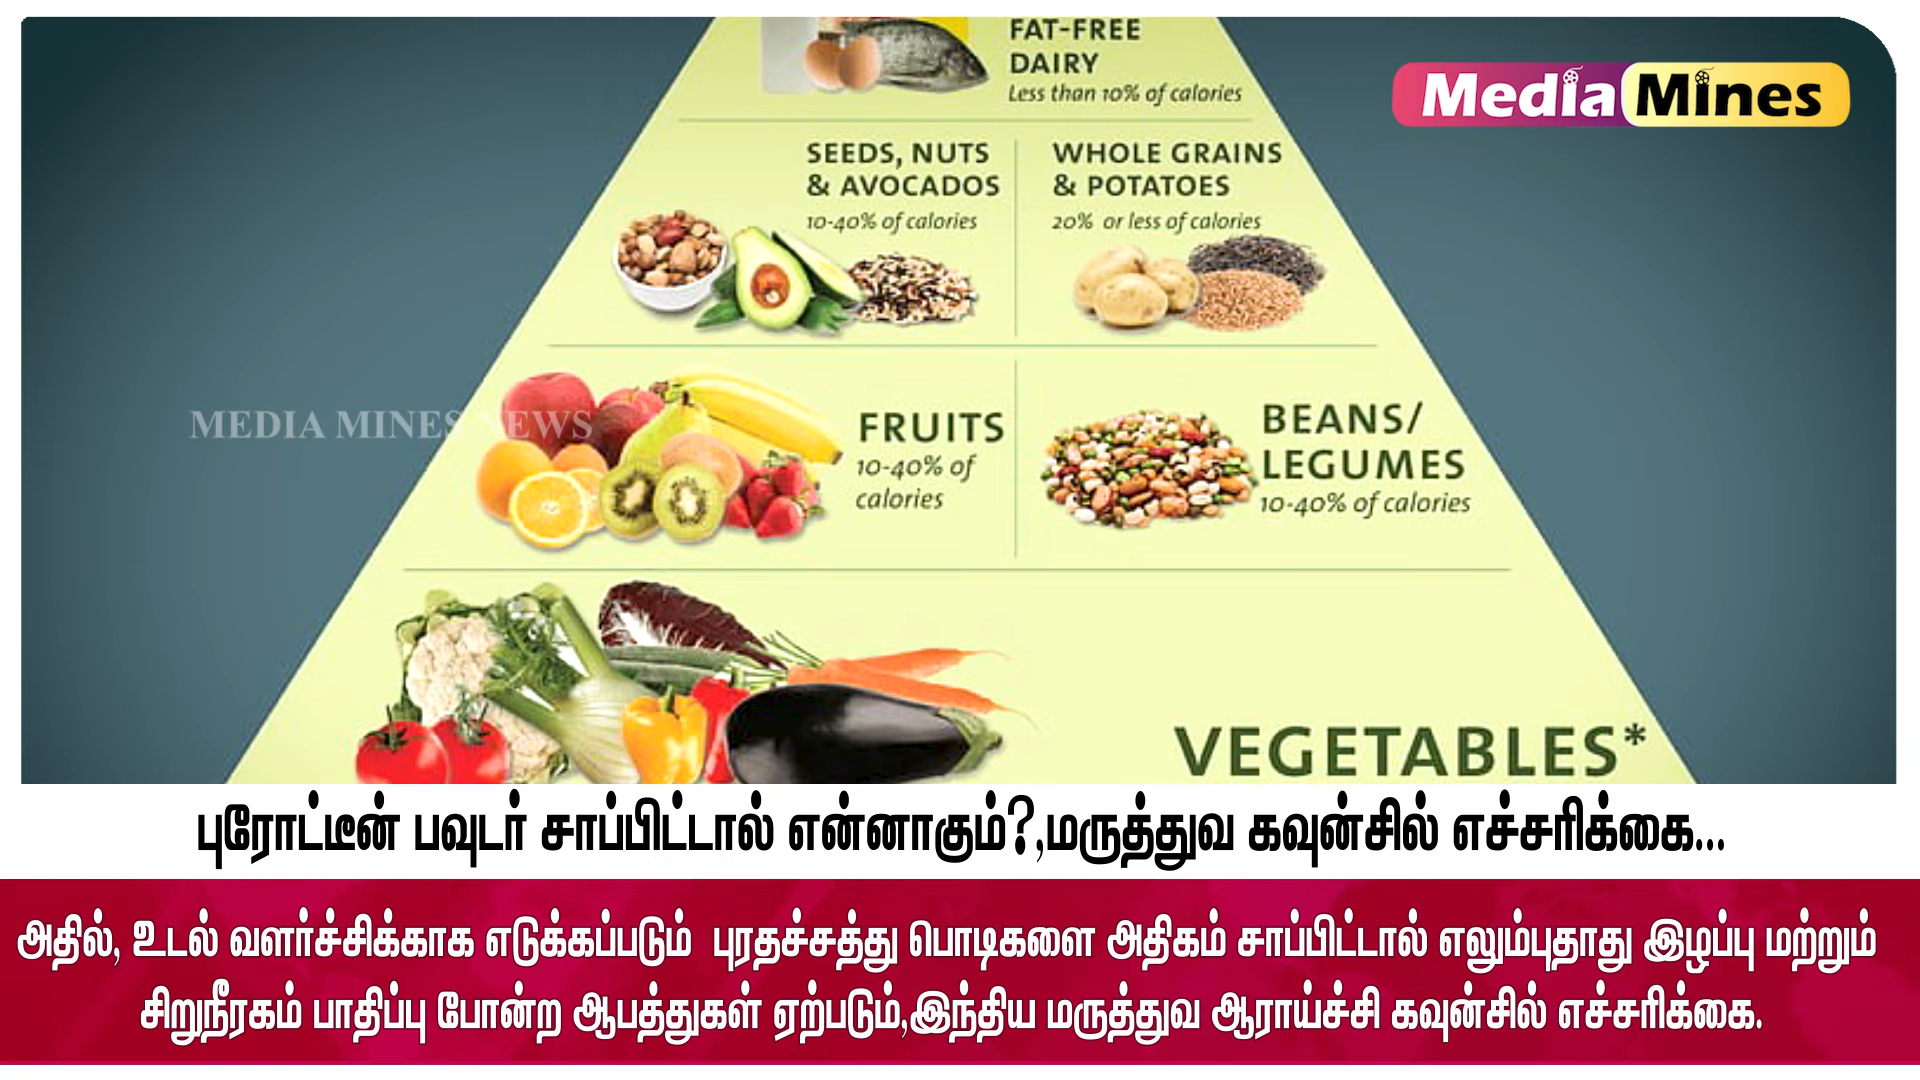 FAT-FREE
DAIRY
Less than 10% of calories
Media Mines
SEEDS, NUTS
& AVOCADOS
10-40% of calories
WHOLE GRAINS
& POTATOES
20% or less of calories
MEDIA MINES NEWS
FRUITS
10-40% of
calories
BEANS/
LEGUMES
10-40% of calories
VEGETABLES*
புரோட்டீன் பவுடர் சாப்பிட்டால் என்னாகும்?,மருத்துவ கவுன்சில் எச்சரிக்கை...
அதில், உடல் வளர்ச்சிக்காக எடுக்கப்படும் புரதச்சத்து பொடிகளை அதிகம் சாப்பிட்டால் எலும்புதாது இழப்பு மற்றும்
சிறுநீரகம் பாதிப்பு போன்ற ஆபத்துகள் ஏற்படும்,இந்திய மருத்துவ ஆராய்ச்சி கவுன்சில் எச்சரிக்கை.